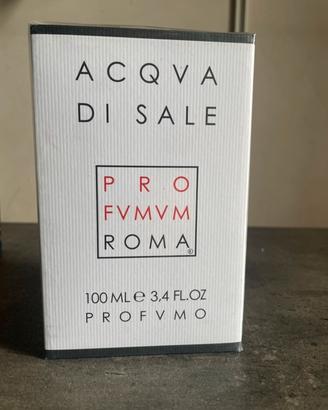 ACQVA
DI SALE
PRO
FVMVM
ROMA®
100 ML e 3.4 FL.OZ
PROFVMO